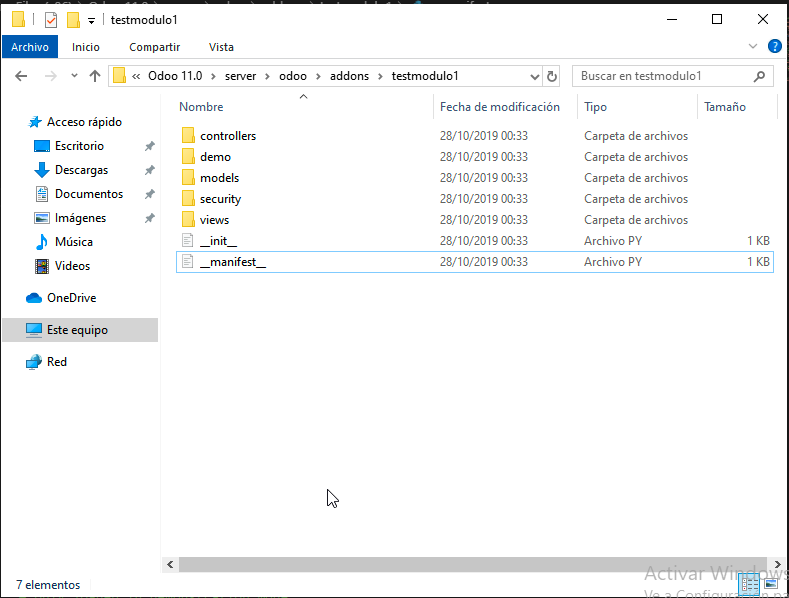 testmodulo1
Archivo Inicio Compartir Vista
« Odoo 11.0 > server > odoo > addons > testmodulo1
Buscar en testmodulo1
Nombre Fecha de modificación Tipo Tamaño
Acceso rápido
Escritorio
Descargas
Documentos
Imágenes
Música
Videos
OneDrive
Este equipo
Red
controllers 28/10/2019 00:33 Carpeta de archivos
demo 28/10/2019 00:33 Carpeta de archivos
models 28/10/2019 00:33 Carpeta de archivos
security 28/10/2019 00:33 Carpeta de archivos
views 28/10/2019 00:33 Carpeta de archivos
__init__ 28/10/2019 00:33 Archivo PY 1 KB
__manifest__ 28/10/2019 00:33 Archivo PY 1 KB
Activar Windows
Ve a Configuración pa
7 elementos